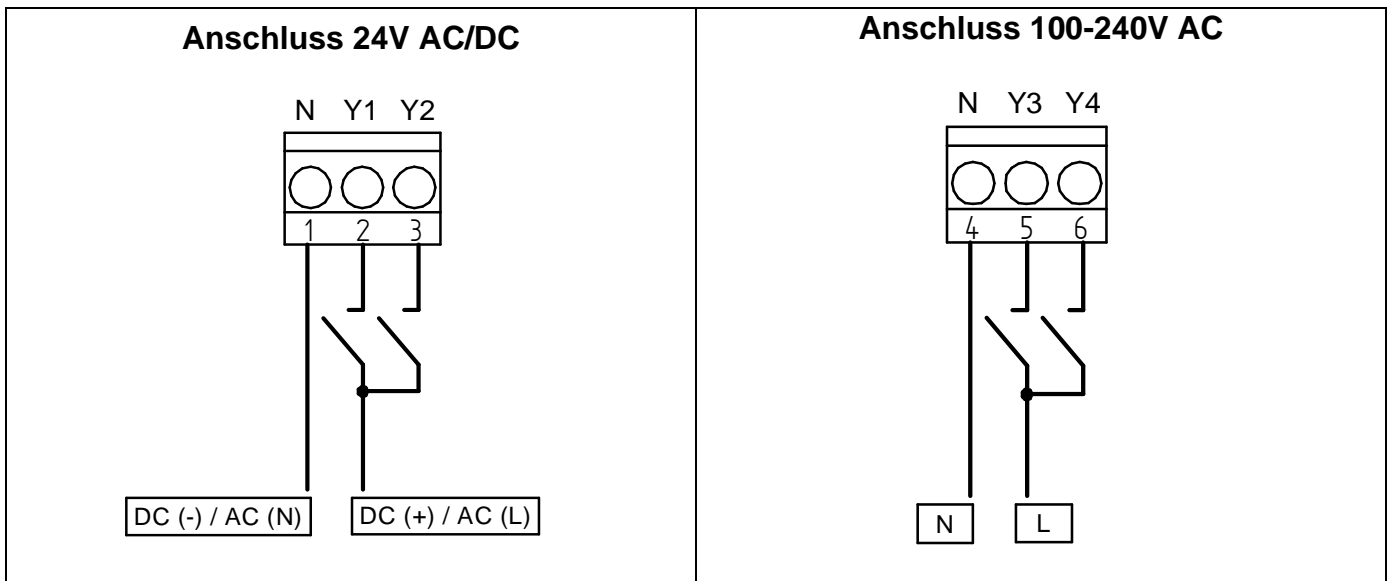 Anschluss 24V AC/DC
N Y1 Y2
1 2 3
DC (-) / AC (N) DC (+) / AC (L)
Anschluss 100-240V AC
N Y3 Y4
4 5 6
N L